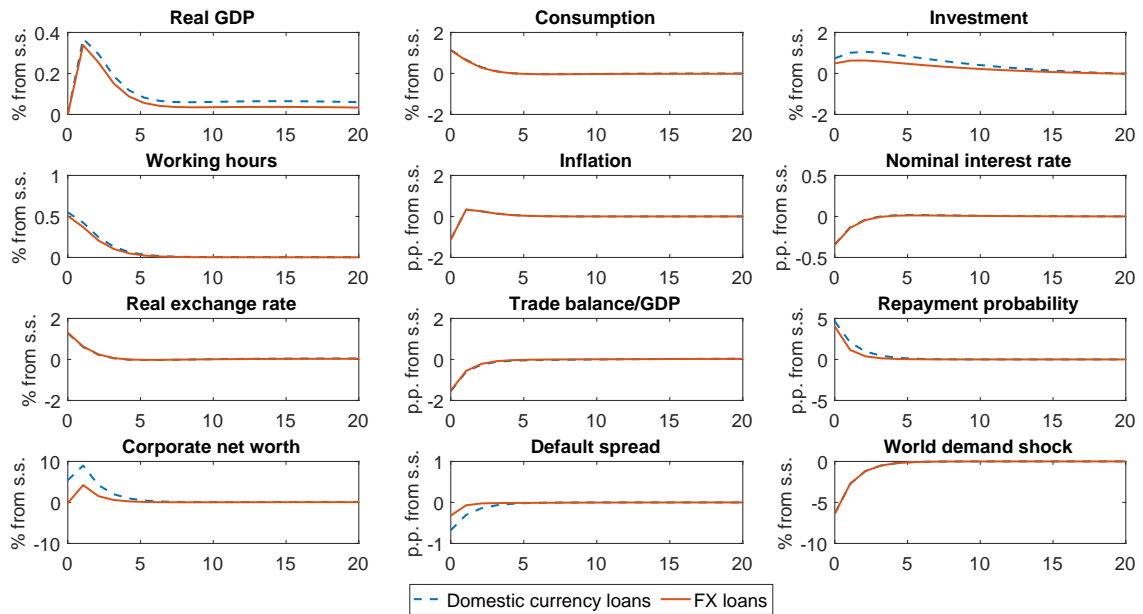 Real GDP
% from s.s.
0.4
0.2
0
0 5 10 15 20
Consumption
% from s.s.
2
0
-2
0 5 10 15 20
Investment
% from s.s.
2
0
-2
0 5 10 15 20
Working hours
% from s.s.
1
0.5
0
0 5 10 15 20
Inflation
p.p. from s.s.
2
0
-2
0 5 10 15 20
Nominal interest rate
p.p. from s.s.
0.5
0
-0.5
0 5 10 15 20
Real exchange rate
% from s.s.
2
0
-2
0 5 10 15 20
Trade balance/GDP
p.p. from s.s.
2
0
-2
0 5 10 15 20
Repayment probability
p.p. from s.s.
5
0
-5
0 5 10 15 20
Corporate net worth
% from s.s.
10
0
-10
0 5 10 15 20
Default spread
p.p. from s.s.
1
0
-1
0 5 10 15 20
World demand shock
% from s.s.
0
-5
-10
0 5 10 15 20
Domestic currency loans FX loans